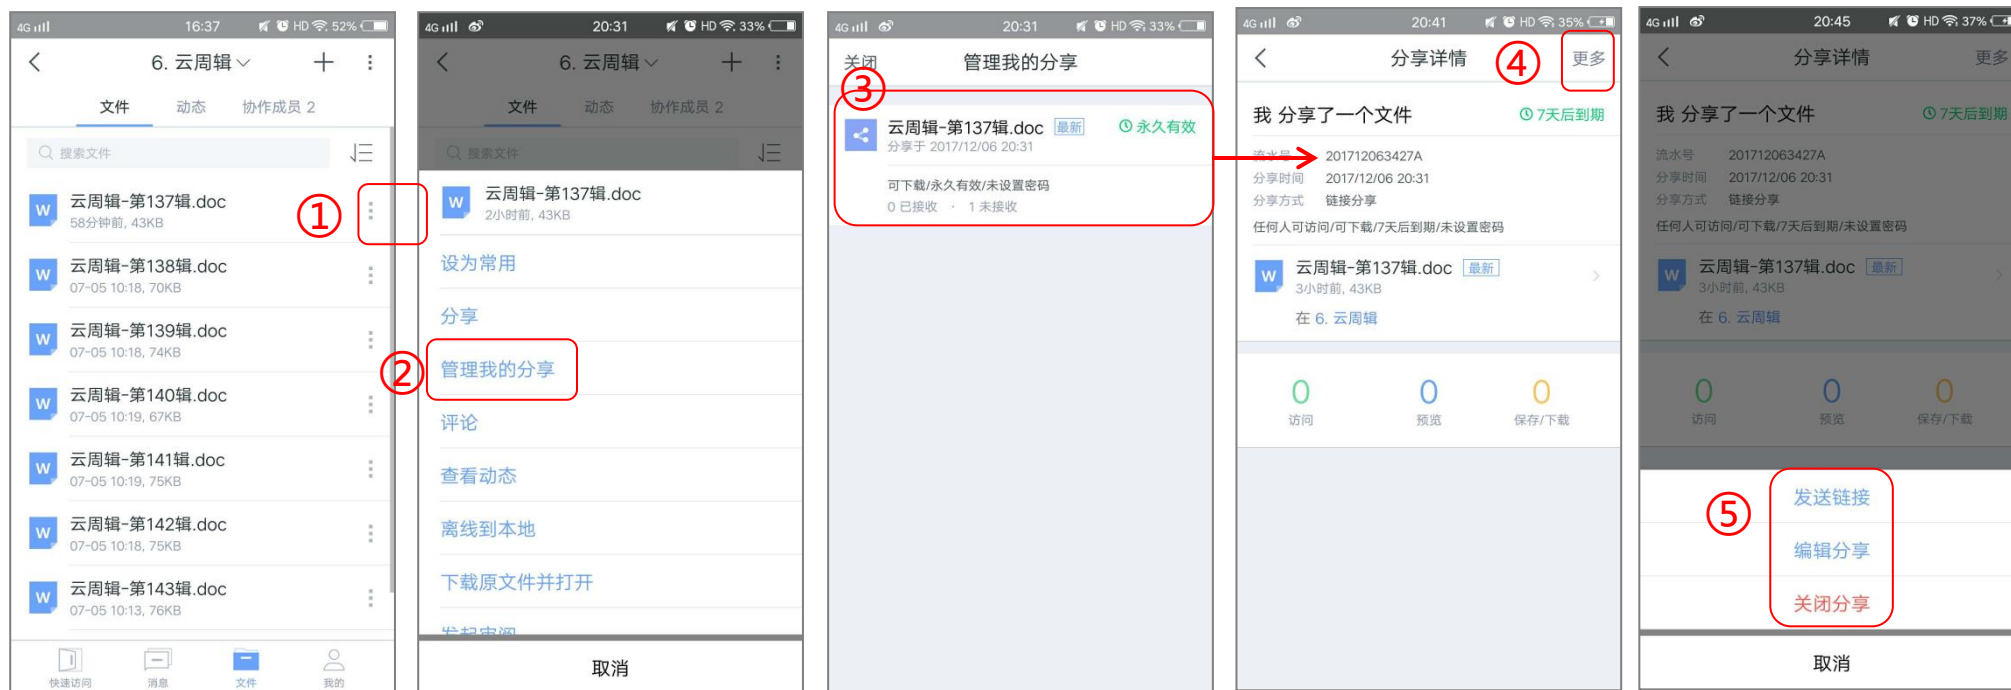 4G 16:37 HD 52%
6. 云周辑
文件 动态 协作成员 2
搜索文件
云周辑-第137辑.doc
58分钟前, 43KB
①
云周辑-第138辑.doc
07-05 10:18, 70KB
云周辑-第139辑.doc
07-05 10:18, 74KB
云周辑-第140辑.doc
07-05 10:19, 67KB
云周辑-第141辑.doc
07-05 10:19, 75KB
云周辑-第142辑.doc
07-05 10:18, 75KB
云周辑-第143辑.doc
07-05 10:13, 76KB
快速访问 消息 文件 我的
4G 20:31 HD 33%
6. 云周辑
文件 动态 协作成员 2
搜索文件
云周辑-第137辑.doc
2小时前, 43KB
设为常用
分享
② 管理我的分享
评论
查看动态
离线到本地
下载原文件并打开
发起审阅
取消
4G 20:31 HD 33%
关闭 管理我的分享
③
云周辑-第137辑.doc 最新 永久有效
分享于 2017/12/06 20:31
可下载/永久有效/未设置密码
0 已接收 · 1 未接收
4G 20:41 HD 35%
分享详情 ④ 更多
我 分享了一个文件 7天后到期
流水号 201712063427A
分享时间 2017/12/06 20:31
分享方式 链接分享
任何人可访问/可下载/7天后到期/未设置密码
云周辑-第137辑.doc 最新
3小时前, 43KB
在 6. 云周辑
0 0 0
访问 预览 保存/下载
4G 20:45 HD 37%
分享详情 更多
我 分享了一个文件 7天后到期
流水号 201712063427A
分享时间 2017/12/06 20:31
分享方式 链接分享
任何人可访问/可下载/7天后到期/未设置密码
云周辑-第137辑.doc 最新
3小时前, 43KB
在 6. 云周辑
0 0 0
访问 预览 保存/下载
⑤
发送链接
编辑分享
关闭分享
取消